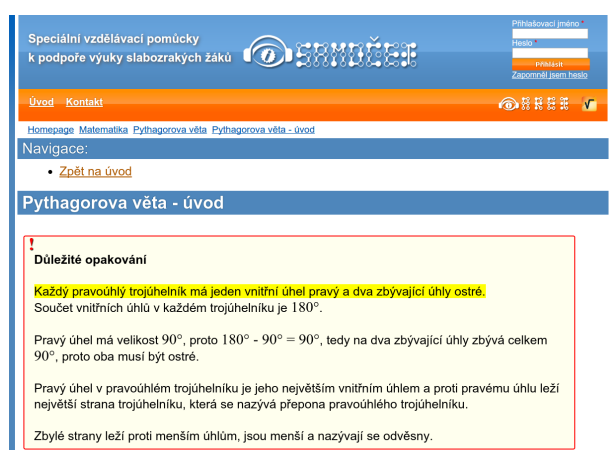 Přihlašovací jméno *
Speciální vzdělávací pomůcky
k podpoře výuky slabozrakých žáků
Heslo *
Přihlásit
Zapomněl jsem heslo
Úvod Kontakt
√
Homepage Matematika Pythagorova věta Pythagorova věta - úvod
Navigace:
• Zpět na úvod
Pythagorova věta - úvod
!
Důležité opakování
Každý pravoúhlý trojúhelník má jeden vnitřní úhel pravý a dva zbývající úhly ostré.
Součet vnitřních úhlů v každém trojúhelníku je 180°.
Pravý úhel má velikost 90°, proto 180° - 90° = 90°, tedy na dva zbývající úhly zbývá celkem
90°, proto oba musí být ostré.
Pravý úhel v pravoúhlém trojúhelníku je jeho největším vnitřním úhlem a proti pravému úhlu leží
největší strana trojúhelníku, která se nazývá přepona pravoúhlého trojúhelníku.
Zbylé strany leží proti menším úhlům, jsou menší a nazývají se odvěsny.